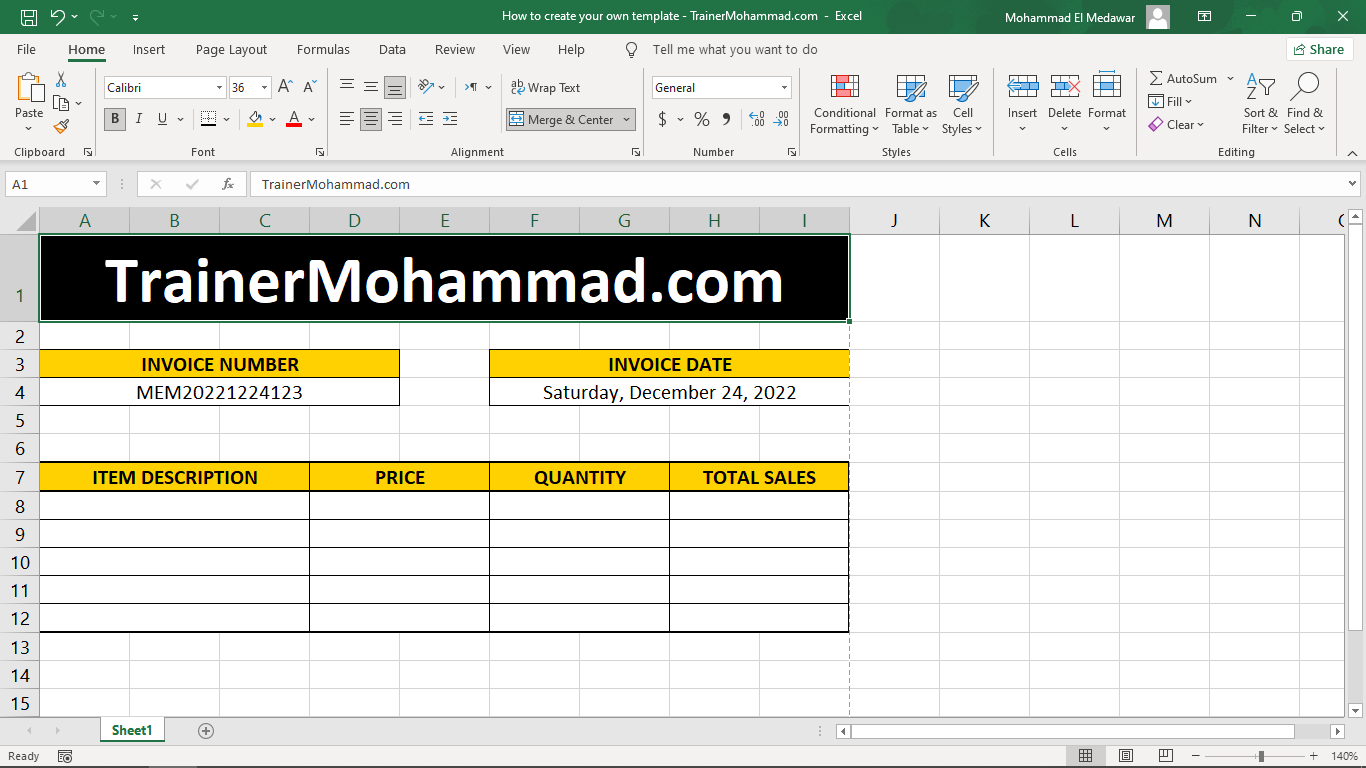 How to create your own template - TrainerMohammad.com - Excel
Mohammad El Medawar
File Home Insert Page Layout Formulas Data Review View Help Tell me what you want to do Share
Paste
Clipboard
Calibri 36
B I U A
Font
Wrap Text
Merge & Center
Alignment
General
$ % 9
Number
Conditional Formatting
Format as Table
Cell Styles
Styles
Insert Delete Format
Cells
AutoSum
Fill
Clear
Sort & Filter
Find & Select
Editing
A1 fx TrainerMohammad.com
A B C D E F G H I J K L M N
1 TrainerMohammad.com
2
3 INVOICE NUMBER INVOICE DATE
4 MEM20221224123 Saturday, December 24, 2022
5
6
7 ITEM DESCRIPTION PRICE QUANTITY TOTAL SALES
8
9
10
11
12
13
14
15
Sheet1
Ready 140%